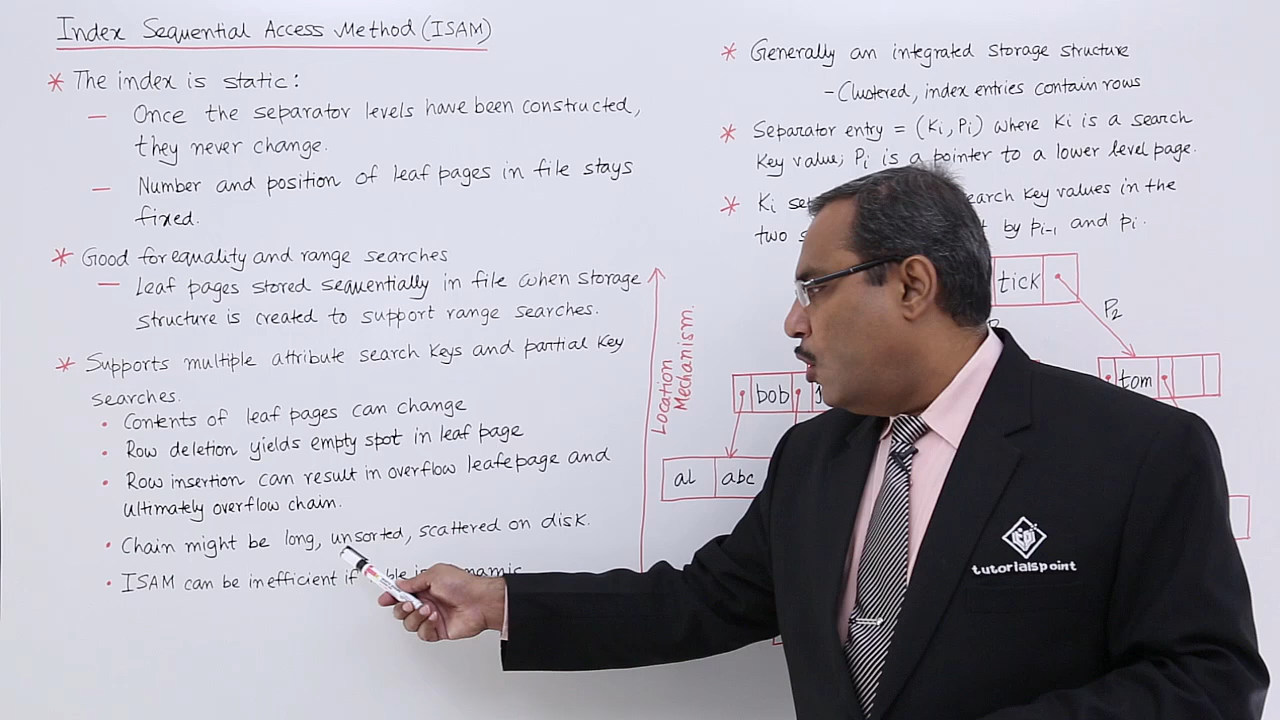 Index Sequential Access Method (ISAM)
* The index is static:
— Once the separator levels have been constructed,
they never change.
— Number and position of leaf pages in file stays
fixed.
* Good for equality and range searches
— Leaf pages stored sequentially in file when storage
structure is created to support range searches.
* Supports multiple attribute search keys and partial key
searches.
• Contents of leaf pages can change
• Row deletion yields empty spot in leaf page
• Row insertion can result in overflow leafepage and
ultimately overflow chain.
• Chain might be long, unsorted, scattered on disk.
• ISAM can be inefficient if
* Generally an integrated storage structure
- Clustered, index entries contain rows
* Separator entry = (Ki, Pi) where Ki is a search
Key value; Pi is a pointer to a lower level page.
* Ki search key values in the
two by pi-1 and pi.
tick
P2
Location
Mechanism.
bob
tom
al abc
tutorialspoint